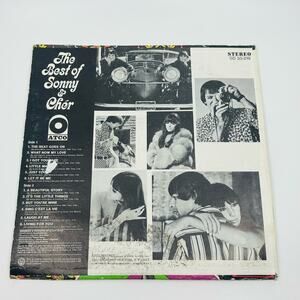 The
Best of
Sonny
&
Cher
STEREO
SD 33-219
ATCO
Side 1
1. THE BEAT GOES ON
2. WHAT NOW MY LOVE
3. I GOT YOU BABE
4. LITTLE MAN
5. JUST YOU
6. LET IT BE ME
Side 2
1. A BEAUTIFUL STORY
2. IT'S THE LITTLE THINGS
3. BUT YOU'RE MINE
4. SING C'EST LA VIE
5. LAUGH AT ME
6. LIVING FOR YOU